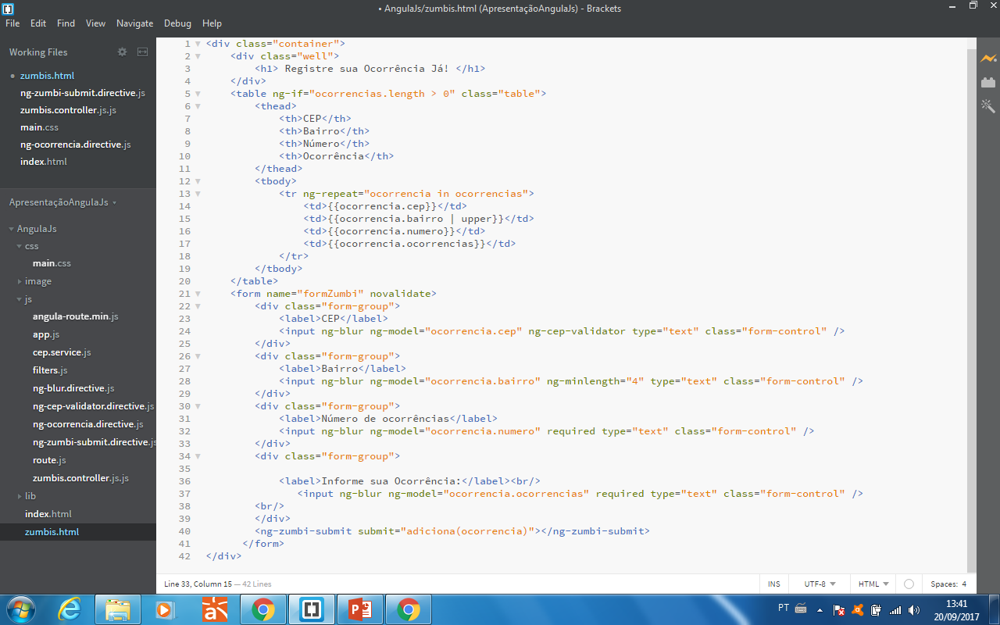 • AngulaJs/zumbis.html (ApresentaçãoAngulaJs) - Brackets
File Edit Find View Navigate Debug Help
Working Files
• zumbis.html
ng-zumbi-submit.directive.js
zumbis.controller.js.js
main.css
ng-ocorrencia.directive.js
index.html
ApresentaçãoAngulaJs
AngulaJs
css
main.css
image
js
angula-route.min.js
app.js
cep.service.js
filters.js
ng-blur.directive.js
ng-cep-validator.directive.js
ng-ocorrencia.directive.js
ng-zumbi-submit.directive.js
route.js
zumbis.controller.js.js
lib
index.html
zumbis.html
1 <div class="container">
2     <div class="well">
3         <h1> Registre sua Ocorrência Já! </h1>
4     </div>
5     <table ng-if="ocorrencias.length > 0" class="table">
6         <thead>
7             <th>CEP</th>
8             <th>Bairro</th>
9             <th>Número</th>
10             <th>Ocorrência</th>
11         </thead>
12         <tbody>
13             <tr ng-repeat="ocorrencia in ocorrencias">
14                 <td>{{ocorrencia.cep}}</td>
15                 <td>{{ocorrencia.bairro | upper}}</td>
16                 <td>{{ocorrencia.numero}}</td>
17                 <td>{{ocorrencia.ocorrencias}}</td>
18             </tr>
19         </tbody>
20     </table>
21     <form name="formZumbi" novalidate>
22         <div class="form-group">
23             <label>CEP</label>
24             <input ng-blur ng-model="ocorrencia.cep" ng-cep-validator type="text" class="form-control" />
25         </div>
26         <div class="form-group">
27             <label>Bairro</label>
28             <input ng-blur ng-model="ocorrencia.bairro" ng-minlength="4" type="text" class="form-control" />
29         </div>
30         <div class="form-group">
31             <label>Número de ocorrências</label>
32             <input ng-blur ng-model="ocorrencia.numero" required type="text" class="form-control" />
33         </div>
34         <div class="form-group">
35
36             <label>Informe sua Ocorrência:</label><br/>
37                <input ng-blur ng-model="ocorrencia.ocorrencias" required type="text" class="form-control" />
38         <br/>
39         </div>
40         <ng-zumbi-submit submit="adiciona(ocorrencia)"></ng-zumbi-submit>
41       </form>
42 </div>
Line 33, Column 15 — 42 Lines
INS UTF-8 HTML Spaces: 4
PT
13:41
20/09/2017